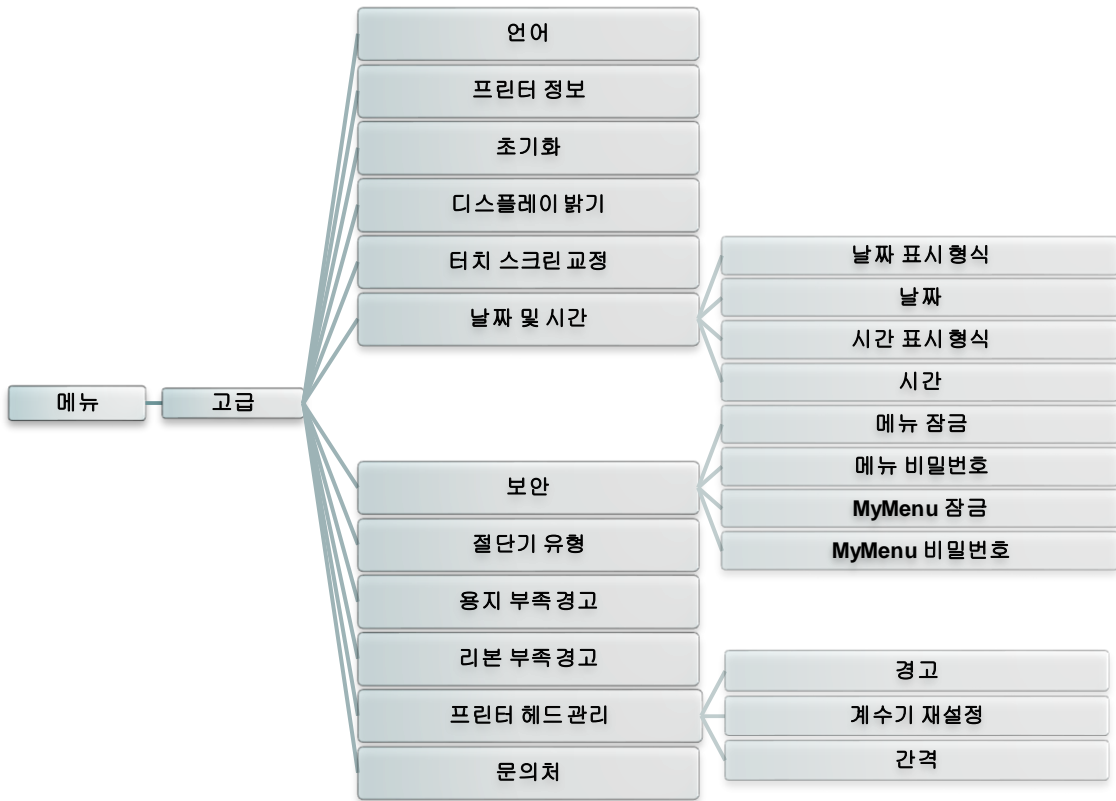 메뉴
고급
언어
프린터 정보
초기화
디스플레이 밝기
터치 스크린 교정
날짜 및 시간
날짜 표시 형식
날짜
시간 표시 형식
시간
보안
메뉴 잠금
메뉴 비밀번호
MyMenu 잠금
MyMenu 비밀번호
절단기 유형
용지 부족 경고
리본 부족 경고
프린터 헤드 관리
경고
계수기 재설정
간격
문의처